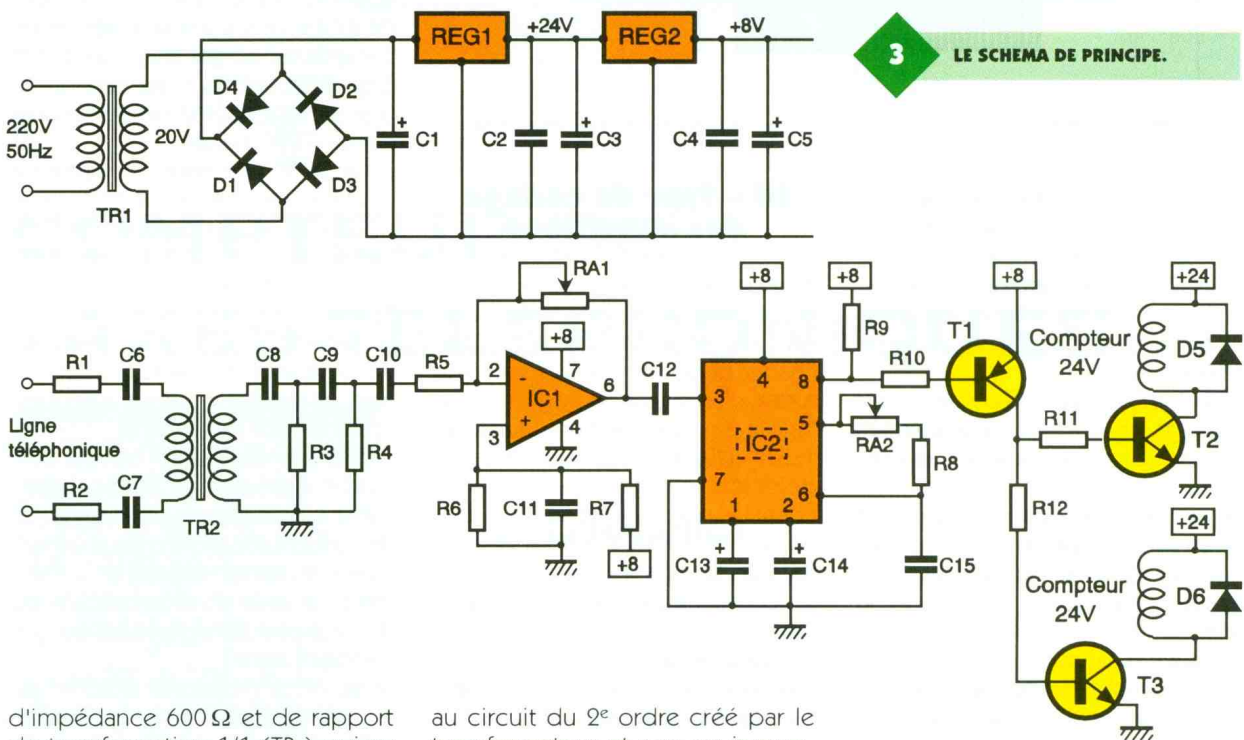 REG1
+24V
REG2
+8V
3
LE SCHEMA DE PRINCIPE.
D4
D2
220V
50Hz
20V
C1
C2
C3
C4
C5
D1
D3
TR1
RA1
+8
+8
+8
+8
+24
R9
T1
Compteur
24V
D5
R1
C6
C8
C9
C10
R5
2
-
7
+8
6
C12
4
8
R10
IC1
3
5
Ligne
téléphonique
R3
R4
3
+
4
IC2
RA2
R11
T2
R8
R2
C7
TR2
R6
C11
R7
7
6
R12
+24
1
2
+8
C13
C14
C15
Compteur
24V
D6
T3
d'impédance 600 Ω et de rapport
au circuit du 2e ordre créé par le